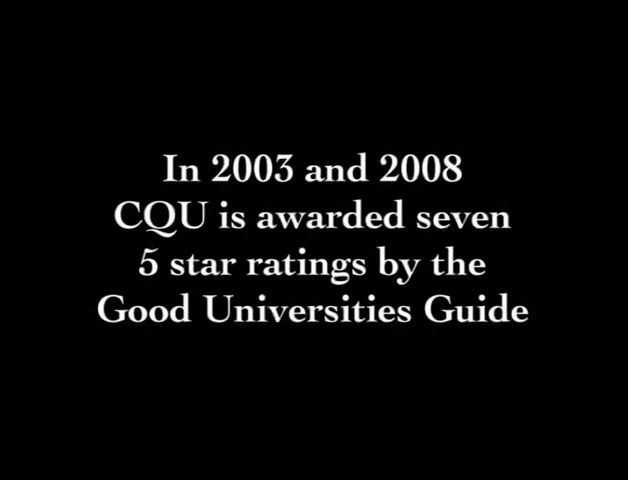 In 2003 and 2008
CQU is awarded seven
5 star ratings by the
Good Universities Guide